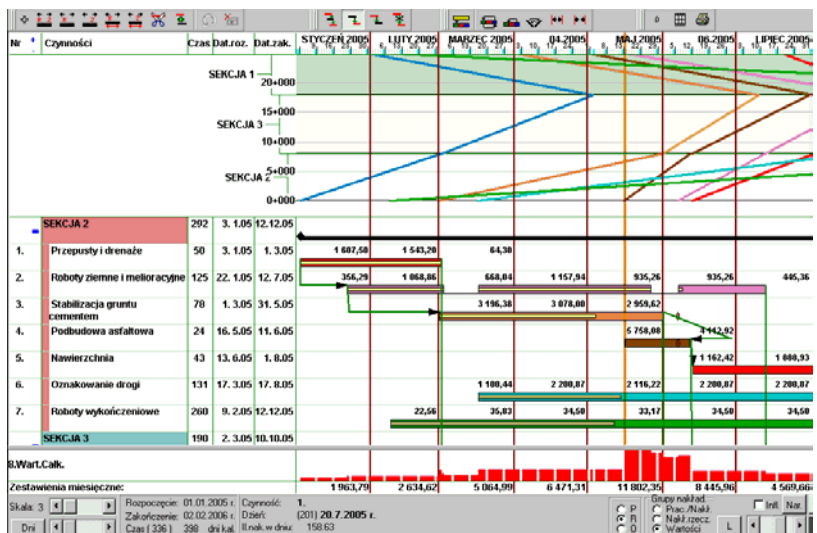 Nr Czynności Czas Dat.roz. Dat.zak. STYCZEŃ 2005 LUTY 2005 MARZEC 2005 04.2005 MAJ 2005 06.2005 LIPIEC 2005
SEKCJA 1
20+000
15+000
SEKCJA 3
10+000
5+000
SEKCJA 2
0+000
SEKCJA 2 292 3. 1.05 12.12.05
1. Przepusty i drenaże 50 3. 1.05 1. 3.05 1 607,50 1 543,20 64,30
2. Roboty ziemne i melioracyjne 125 22. 1.05 12. 7.05 356,29 1 068,86 668,04 1 157,94 935,26 935,26 445,36
3. Stabilizacja gruntu cementem 78 1. 3.05 31. 5.05 3 196,38 3 078,00 2 959,62
4. Podbudowa asfaltowa 24 16. 5.05 11. 6.05 5 758,08 4 112,92
5. Nawierzchnia 43 13. 6.05 1. 8.05 1 162,42 1 888,93
6. Oznakowanie drogi 131 17. 3.05 17. 8.05 1 100,44 2 200,87 2 116,22 2 200,87 2 200,87
7. Roboty wykończeniowe 260 9. 2.05 12.12.05 22,56 35,83 34,50 33,17 34,50 34,50
SEKCJA 3 190 2. 3.05 10.10.05
8.Wart.Całk.
Zestawienia miesięczne: 1 963,79 2 634,62 5 064,99 6 471,31 11 802,35 8 445,96 4 569,66
Skala: 3 Rozpoczęcie: 01.01.2005 r. Czynność: 1. Grupy nakład.
Zakończenie: 02.02.2006 r. Dzień: (201) 20.7.2005 r. P Prac./Nakł. Infl. Nar.
R Nakł.rzecz.
Dni Czas ( 336 ) 398 dni kal. Il.nak.w dniu: 158.63 O Wartości L